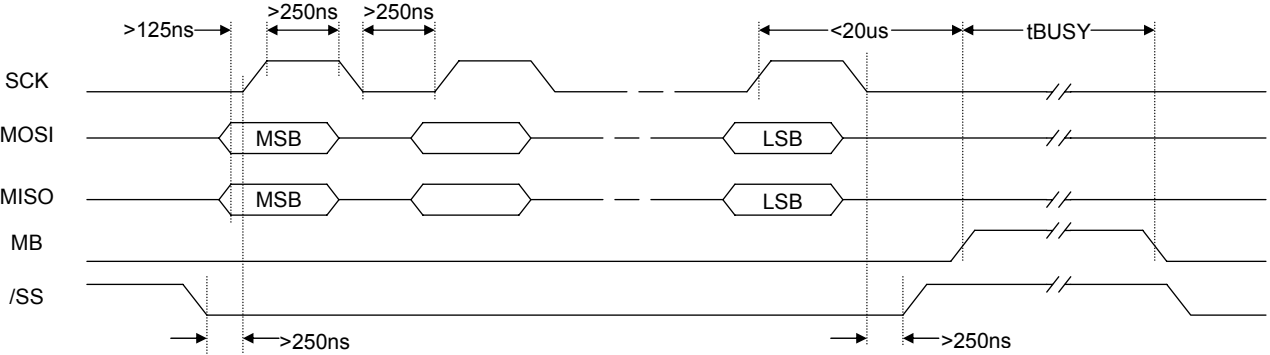 >250ns >250ns
>125ns <20us tBUSY
SCK
MOSI MSB LSB
MISO MSB LSB
MB
/SS
>250ns >250ns